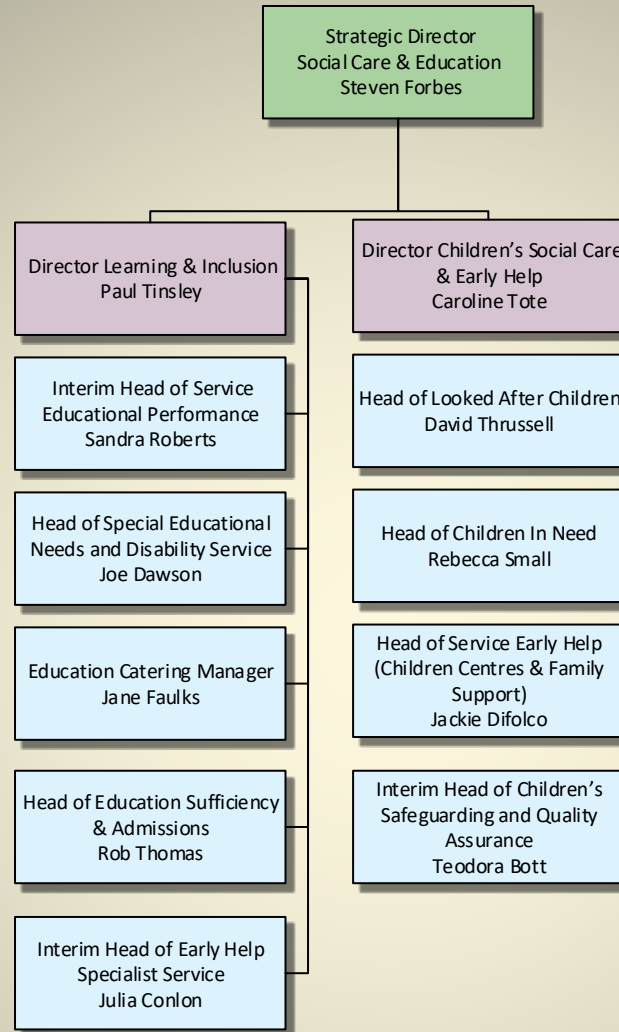 Strategic Director
Social Care & Education
Steven Forbes
Director Learning & Inclusion
Paul Tinsley
Interim Head of Service
Educational Performance
Sandra Roberts
Head of Special Educational
Needs and Disability Service
Joe Dawson
Education Catering Manager
Jane Faulks
Head of Education Sufficiency
& Admissions
Rob Thomas
Interim Head of Early Help
Specialist Service
Julia Conlon
Director Children's Social Care
& Early Help
Caroline Tote
Head of Looked After Children
David Thrussell
Head of Children In Need
Rebecca Small
Head of Service Early Help
(Children Centres & Family
Support)
Jackie Difolco
Interim Head of Children's
Safeguarding and Quality
Assurance
Teodora Bott